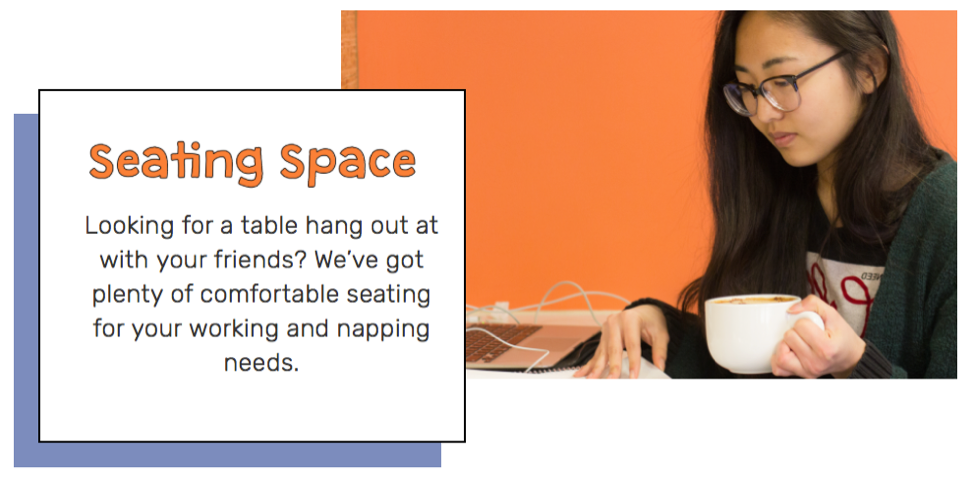 Seating Space
Looking for a table hang out at
with your friends? We've got
plenty of comfortable seating
for your working and napping
needs.